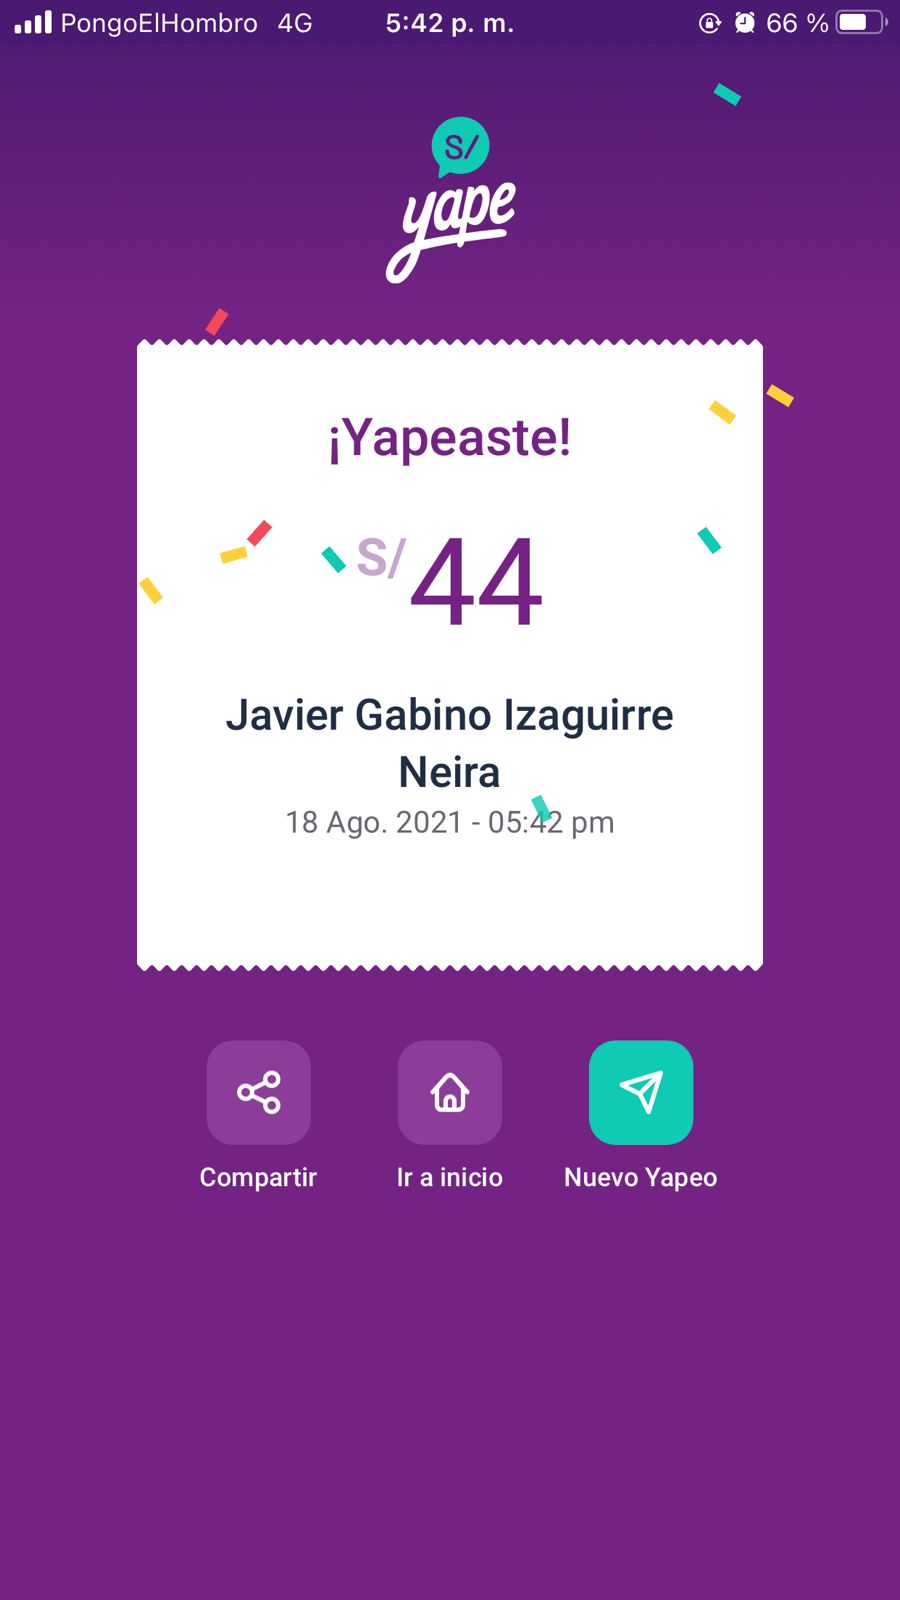 PongoElHombro 4G 5:42 p. m. 66 %
S/
yape
¡Yapeaste!
S/ 44
Javier Gabino Izaguirre
Neira
18 Ago. 2021 - 05:42 pm
Compartir Ir a inicio Nuevo Yapeo